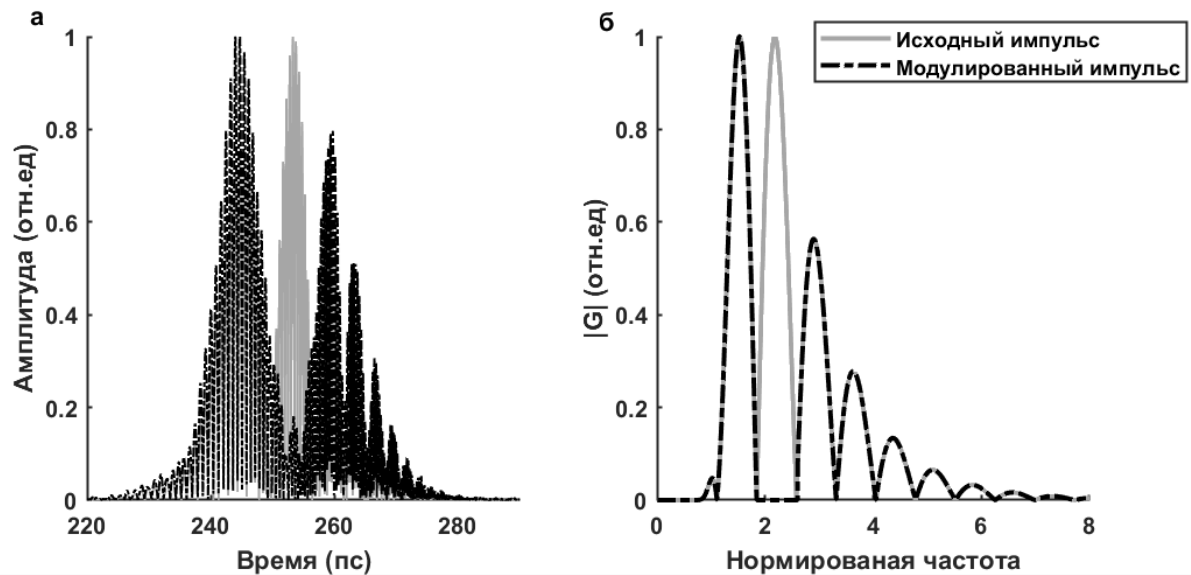 а
1
0.8
0.6
0.4
0.2
0
220
240
260
280
Амплитуда (отн.ед)
Время (пс)
б
1
0.8
0.6
0.4
0.2
0
0
2
4
6
8
|G| (отн.ед)
Нормированая частота
Исходный импульс
Модулированный импульс